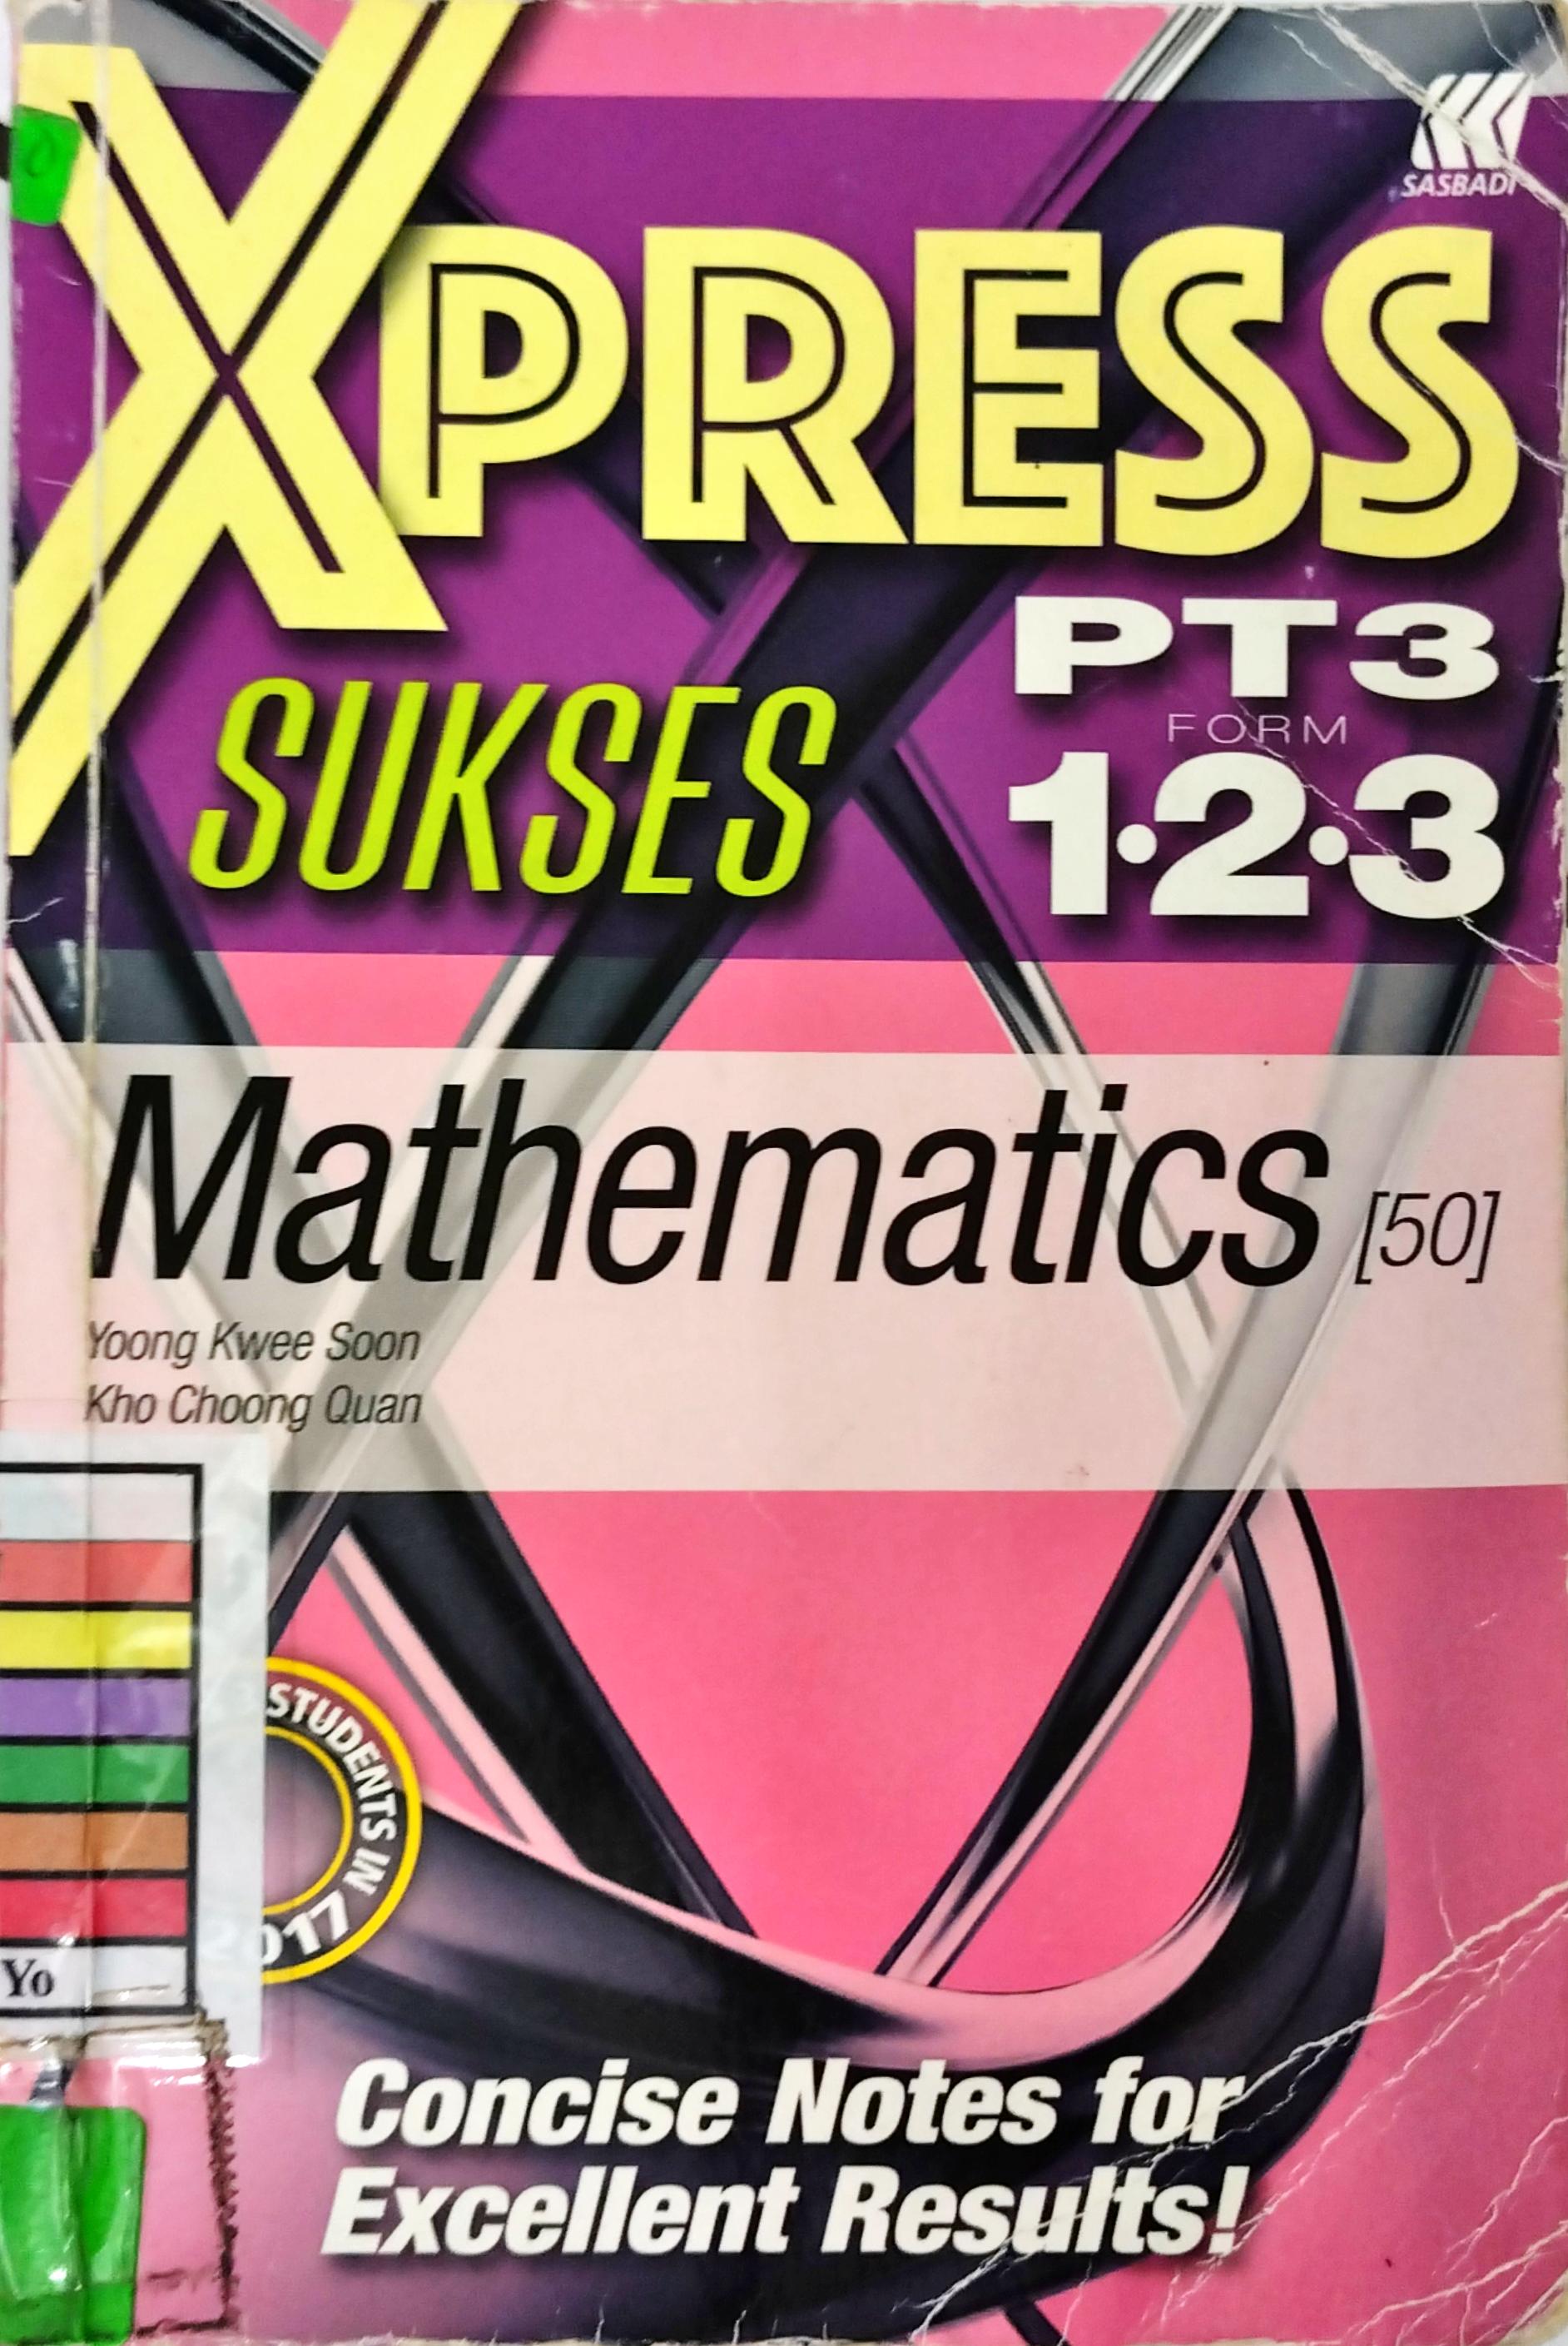 SASBADI
XPRESS
SUKSES
PT3
FORM
1•2•3
Mathematics [50]
Yoong Kwee Soon
Kho Choong Quan
STUDENTS IN
017
Yo
Concise Notes for
Excellent Results!